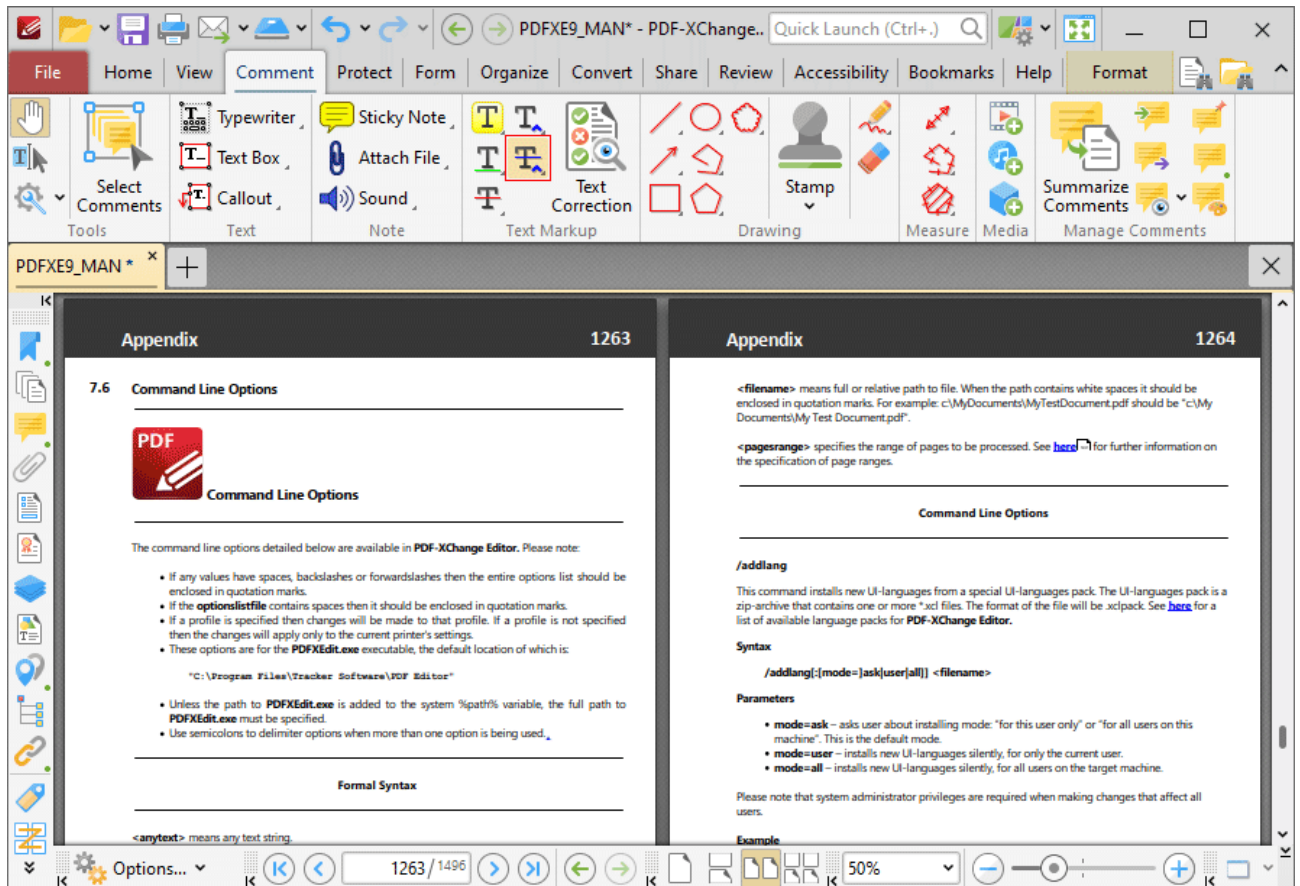 PDFXE9_MAN* - PDF-XChange.. Quick Launch (Ctrl+.)
File Home View Comment Protect Form Organize Convert Share Review Accessibility Bookmarks Help Format
Typewriter Sticky Note
Text Box Attach File
Select Comments Callout Sound Text Correction Stamp Summarize Comments
Tools Text Note Text Markup Drawing Measure Media Manage Comments
PDFXE9_MAN *
Appendix 1263
7.6 Command Line Options
PDF
Command Line Options
The command line options detailed below are available in PDF-XChange Editor. Please note:
• If any values have spaces, backslashes or forwardslashes then the entire options list should be
enclosed in quotation marks.
• If the optionslistfile contains spaces then it should be enclosed in quotation marks.
• If a profile is specified then changes will be made to that profile. If a profile is not specified
then the changes will apply only to the current printer's settings.
• These options are for the PDFXEdit.exe executable, the default location of which is:
"C:\Program Files\Tracker Software\PDF Editor"
• Unless the path to PDFXEdit.exe is added to the system %path% variable, the full path to
PDFXEdit.exe must be specified.
• Use semicolons to delimiter options when more than one option is being used.
Formal Syntax
<anytext> means any text string.
Appendix 1264
<filename> means full or relative path to file. When the path contains white spaces it should be
enclosed in quotation marks. For example: c:\MyDocuments\MyTestDocument.pdf should be "c:\My
Documents\My Test Document.pdf".
<pagesrange> specifies the range of pages to be processed. See here for further information on
the specification of page ranges.
Command Line Options
/addlang
This command installs new UI-languages from a special UI-languages pack. The UI-languages pack is a
zip-archive that contains one or more *.xcl files. The format of the file will be .xclpack. See here for a
list of available language packs for PDF-XChange Editor.
Syntax
/addlang[:[mode=]ask|user|all]] <filename>
Parameters
• mode=ask – asks user about installing mode: "for this user only" or "for all users on this
machine". This is the default mode.
• mode=user – installs new UI-languages silently, for only the current user.
• mode=all – installs new UI-languages silently, for all users on the target machine.
Please note that system administrator privileges are required when making changes that affect all
users.
Example
Options... 1263 / 1496 50%